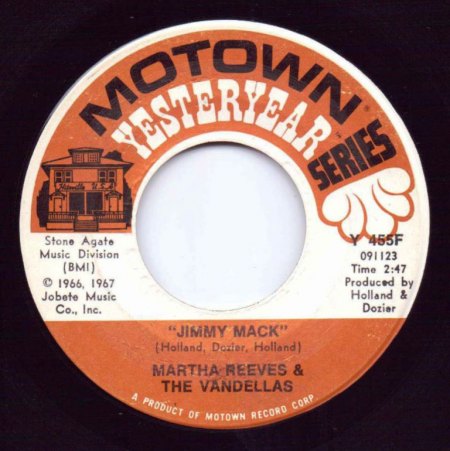 MOTOWN
YESTERYEAR
SERIES
Hitsville U.S.A.
Stone Agate
Music Division
(BMI)
© 1966, 1967
Jobete Music
Co., Inc.
Y 455F
091123
Time 2:47
Produced by
Holland &
Dozier
"JIMMY MACK"
(Holland, Dozier, Holland)
MARTHA REEVES &
THE VANDELLAS
A PRODUCT OF MOTOWN RECORD CORP.